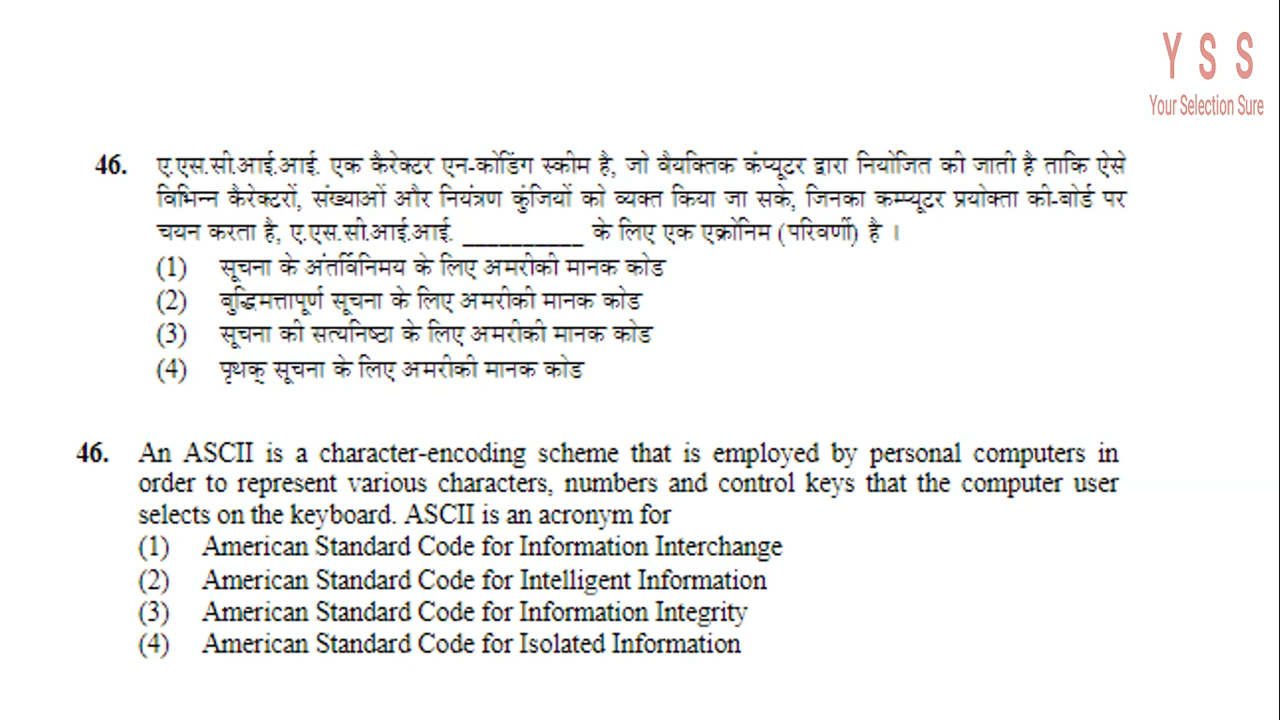 Y S S
Your Selection Sure
46. ए.एस.सी.आई.आई. एक कैरेक्टर एन-कोडिंग स्कीम है, जो वैयक्तिक कंप्यूटर द्वारा नियोजित की जाती है ताकि ऐसे
विभिन्न कैरेक्टरों, संख्याओं और नियंत्रण कुंजियों को व्यक्त किया जा सके, जिनका कम्प्यूटर प्रयोक्ता की-बोर्ड पर
चयन करता है, ए.एस.सी.आई.आई. __________ के लिए एक एक्रोनिम (परिवर्णी) है ।
(1) सूचना के अंतर्विनिमय के लिए अमरीकी मानक कोड
(2) बुद्धिमत्तापूर्ण सूचना के लिए अमरीकी मानक कोड
(3) सूचना की सत्यनिष्ठा के लिए अमरीकी मानक कोड
(4) पृथक् सूचना के लिए अमरीकी मानक कोड
46. An ASCII is a character-encoding scheme that is employed by personal computers in
order to represent various characters, numbers and control keys that the computer user
selects on the keyboard. ASCII is an acronym for
(1) American Standard Code for Information Interchange
(2) American Standard Code for Intelligent Information
(3) American Standard Code for Information Integrity
(4) American Standard Code for Isolated Information